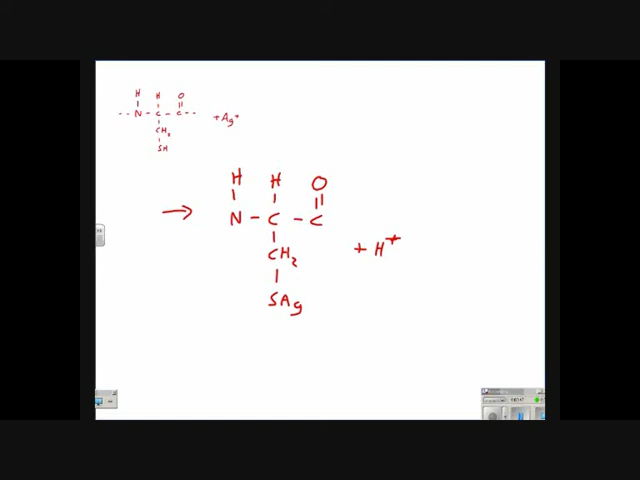 H H O
-- N - C - C -- + Ag+
CH2
SH
→
H H O
N - C - C
CH2 + H+
SAg